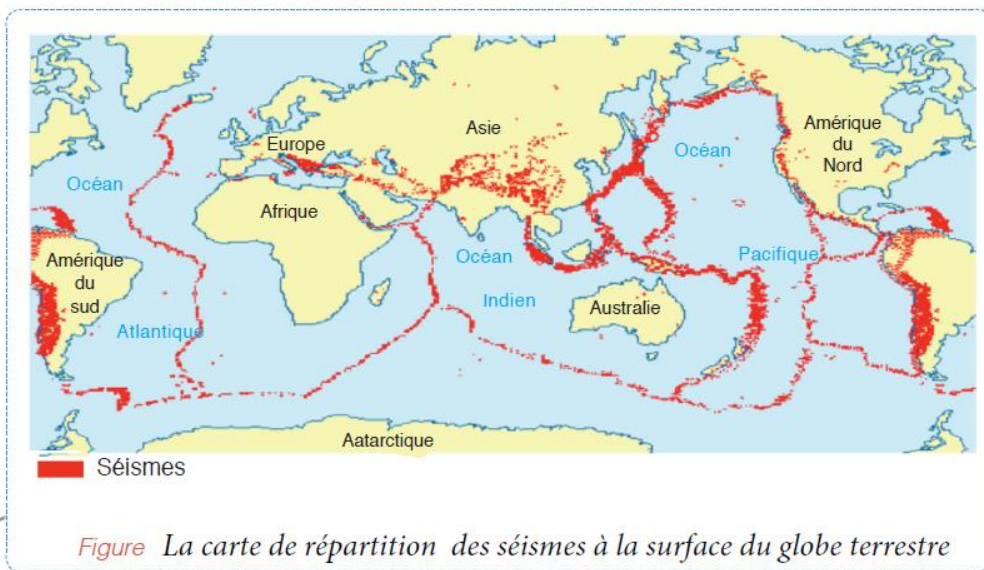 Océan
Amérique
du
sud
Atlantique
Europe
Afrique
Asie
Océan
Indien
Australie
Océan
Pacifique
Amérique
du
Nord
Aatarctique
Séismes
Figure La carte de répartition des séismes à la surface du globe terrestre